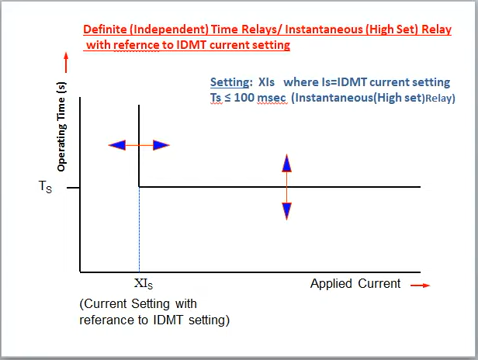 Definite (Independent) Time Relays/ Instantaneous (High Set) Relay
with refernce to IDMT current setting
Setting: XIs where Is=IDMT current setting
Ts ≤ 100 msec (Instantaneous(High set)Relay)
Operating Time (s)
TS
XIS
Applied Current
(Current Setting with
referance to IDMT setting)